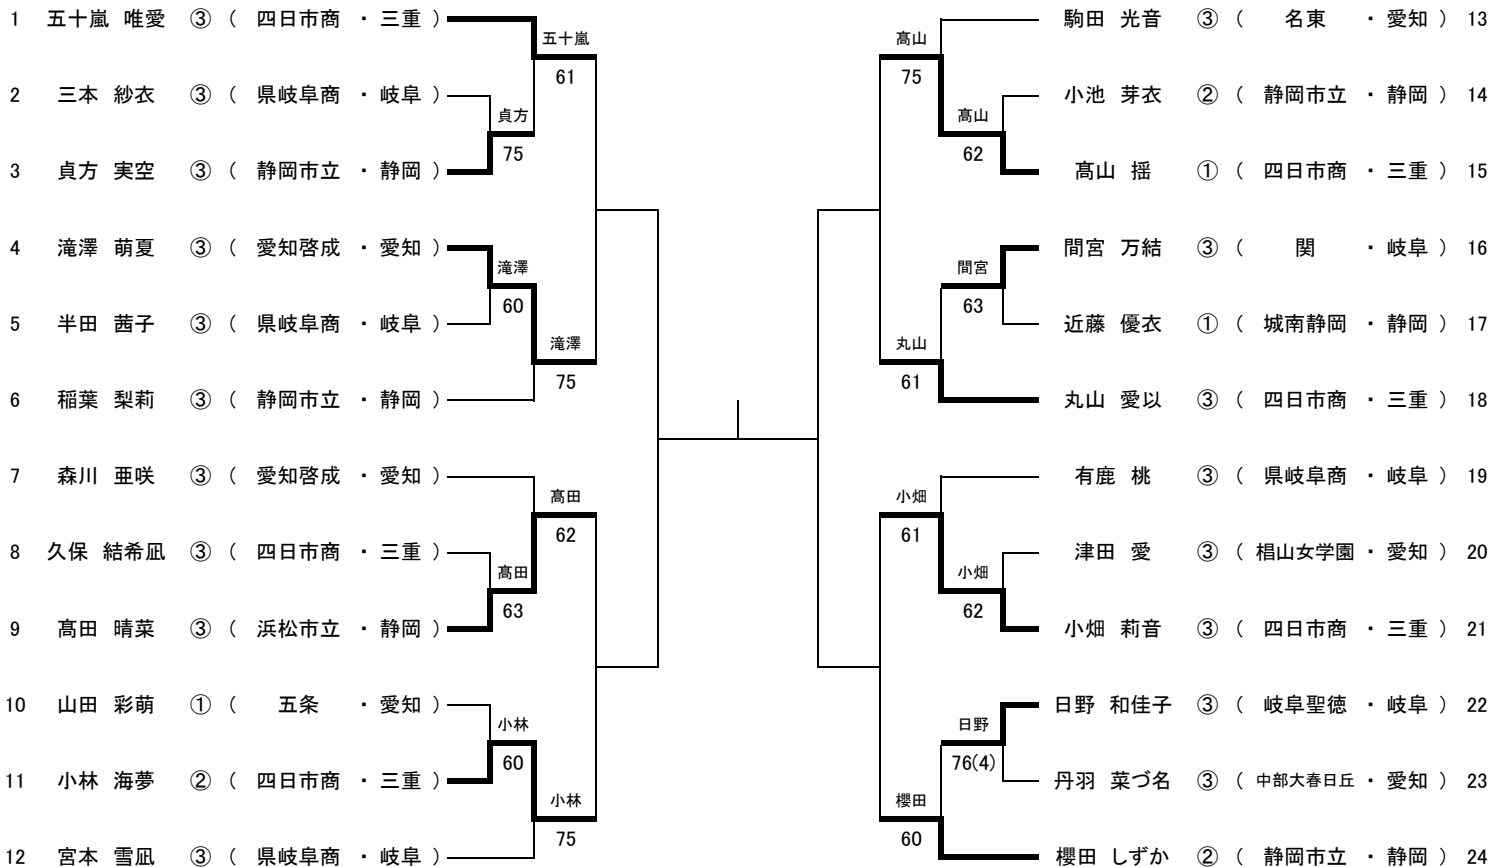 1 五十嵐 唯愛 ③ ( 四日市商 ・ 三重 )
五十嵐
61
2 三本 紗衣 ③ ( 県岐阜商 ・ 岐阜 )
貞方
75
3 貞方 実空 ③ ( 静岡市立 ・ 静岡 )
4 滝澤 萌夏 ③ ( 愛知啓成 ・ 愛知 )
滝澤
60
5 半田 茜子 ③ ( 県岐阜商 ・ 岐阜 )
滝澤
75
6 稲葉 梨莉 ③ ( 静岡市立 ・ 静岡 )
7 森川 亜咲 ③ ( 愛知啓成 ・ 愛知 )
髙田
62
8 久保 結希凪 ③ ( 四日市商 ・ 三重 )
髙田
63
9 髙田 晴菜 ③ ( 浜松市立 ・ 静岡 )
10 山田 彩萌 ① ( 五条 ・ 愛知 )
小林
60
11 小林 海夢 ② ( 四日市商 ・ 三重 )
小林
75
12 宮本 雪凪 ③ ( 県岐阜商 ・ 岐阜 )
駒田 光音 ③ ( 名東 ・ 愛知 ) 13
髙山
75
小池 芽衣 ② ( 静岡市立 ・ 静岡 ) 14
髙山
62
髙山 揺 ① ( 四日市商 ・ 三重 ) 15
間宮 万結 ③ ( 関 ・ 岐阜 ) 16
間宮
63
近藤 優衣 ① ( 城南静岡 ・ 静岡 ) 17
丸山
61
丸山 愛以 ③ ( 四日市商 ・ 三重 ) 18
有鹿 桃 ③ ( 県岐阜商 ・ 岐阜 ) 19
小畑
61
津田 愛 ③ ( 椙山女学園 ・ 愛知 ) 20
小畑
62
小畑 莉音 ③ ( 四日市商 ・ 三重 ) 21
日野 和佳子 ③ ( 岐阜聖徳 ・ 岐阜 ) 22
日野
76(4)
丹羽 菜づ名 ③ ( 中部大春日丘 ・ 愛知 ) 23
櫻田
60
櫻田 しずか ② ( 静岡市立 ・ 静岡 ) 24